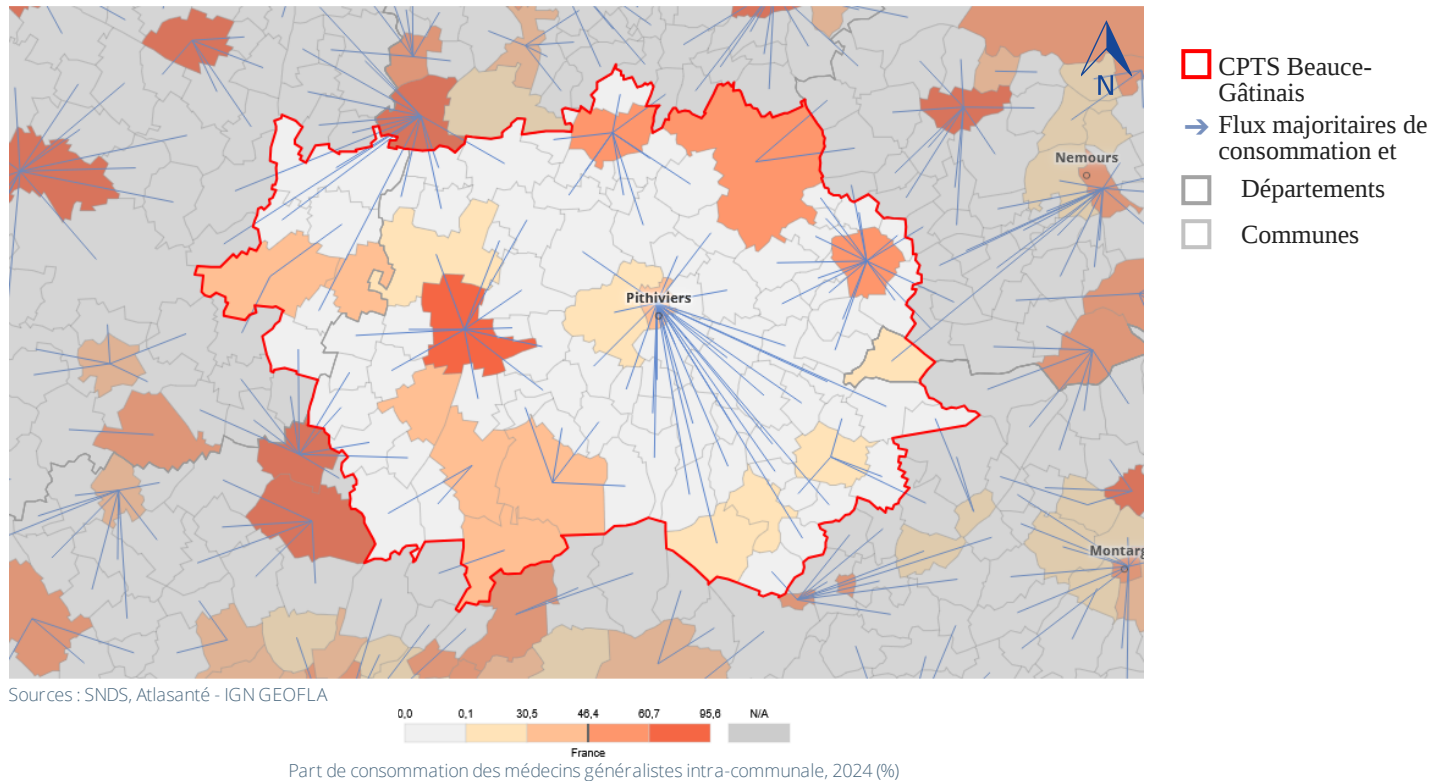 N
CPTS Beauce-
Gâtinais
Flux majoritaires de
consommation et
Départements
Communes
Nemours
Pithiviers
Montarg
Sources : SNDS, Atlasanté - IGN GEOFLA
0,0 0,1 30,5 46,4 60,7 95,6 N/A
France
Part de consommation des médecins généralistes intra-communale, 2024 (%)